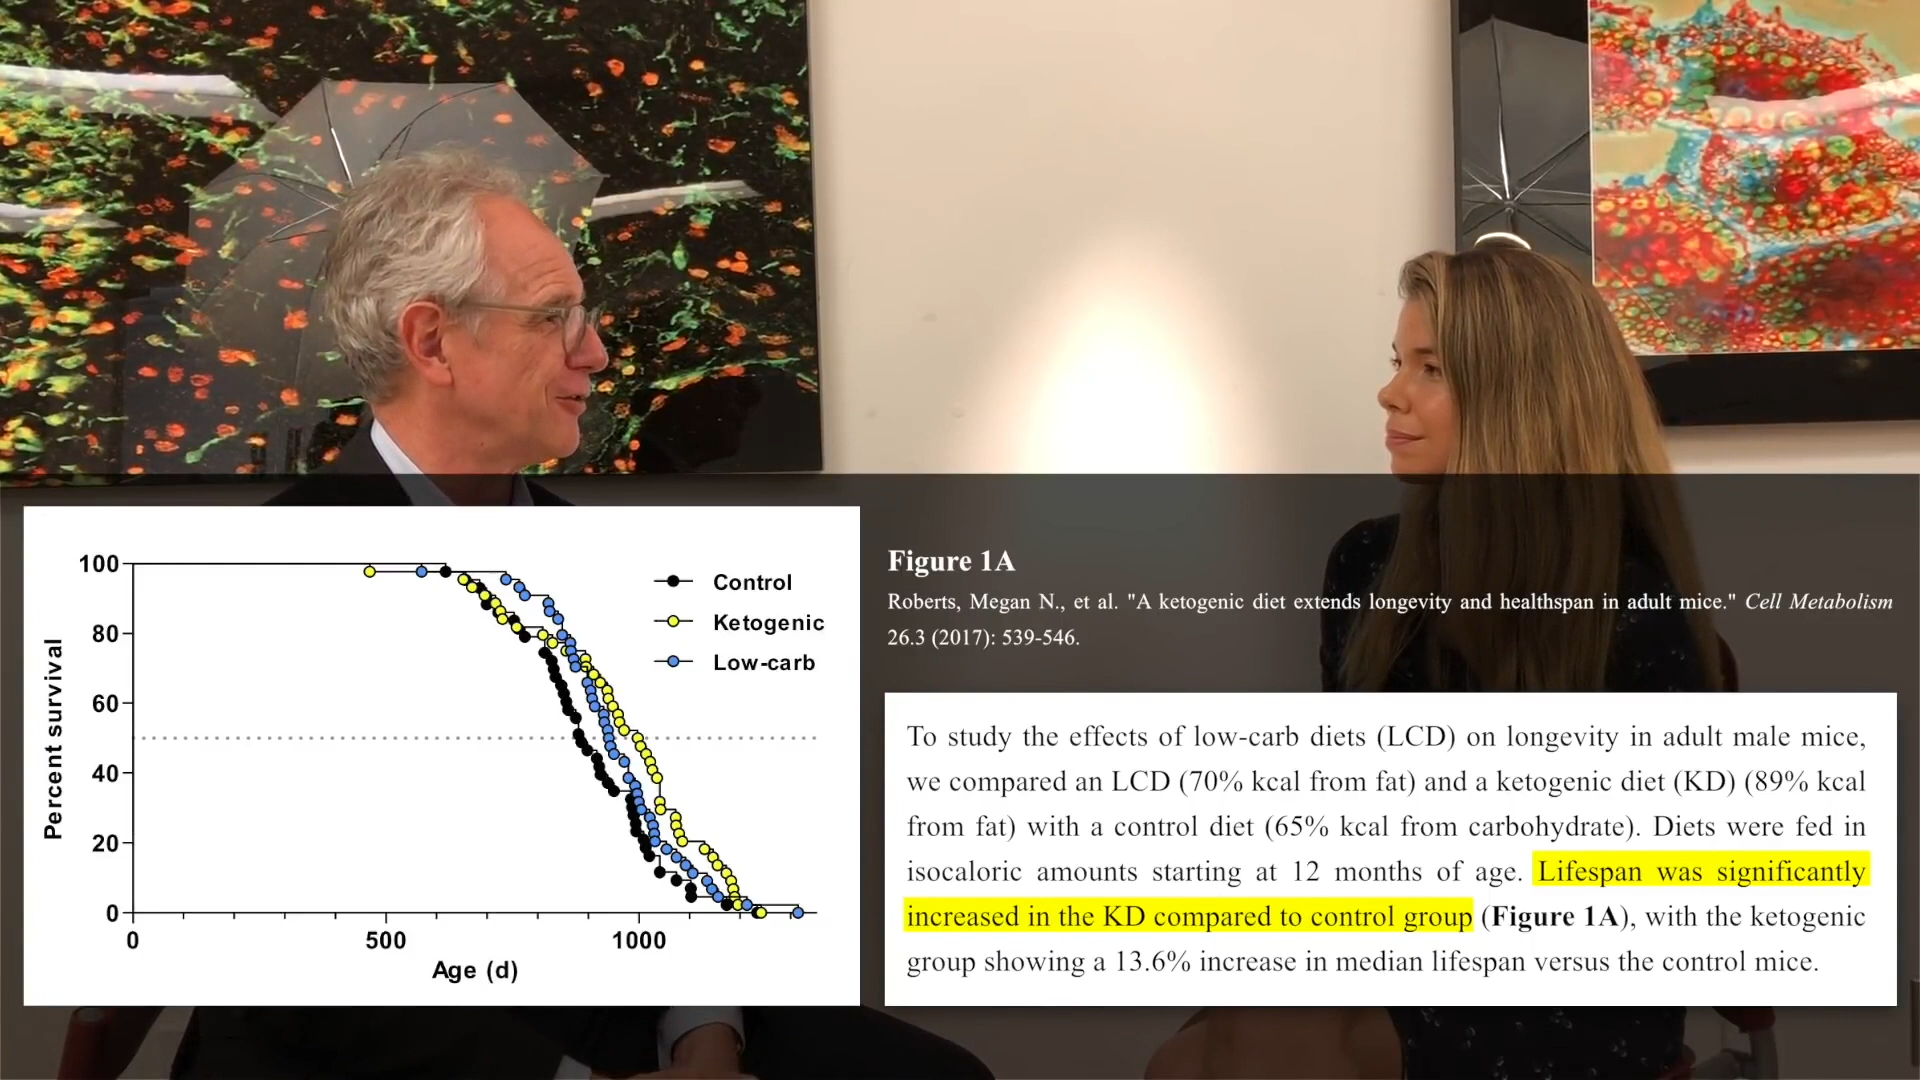 100
80
60
40
20
0
Percent survival
0 500 1000
Age (d)
Control
Ketogenic
Low-carb
Figure 1A
Roberts, Megan N., et al. "A ketogenic diet extends longevity and healthspan in adult mice." Cell Metabolism
26.3 (2017): 539-546.
To study the effects of low-carb diets (LCD) on longevity in adult male mice,
we compared an LCD (70% kcal from fat) and a ketogenic diet (KD) (89% kcal
from fat) with a control diet (65% kcal from carbohydrate). Diets were fed in
isocaloric amounts starting at 12 months of age. Lifespan was significantly
increased in the KD compared to control group (Figure 1A), with the ketogenic
group showing a 13.6% increase in median lifespan versus the control mice.